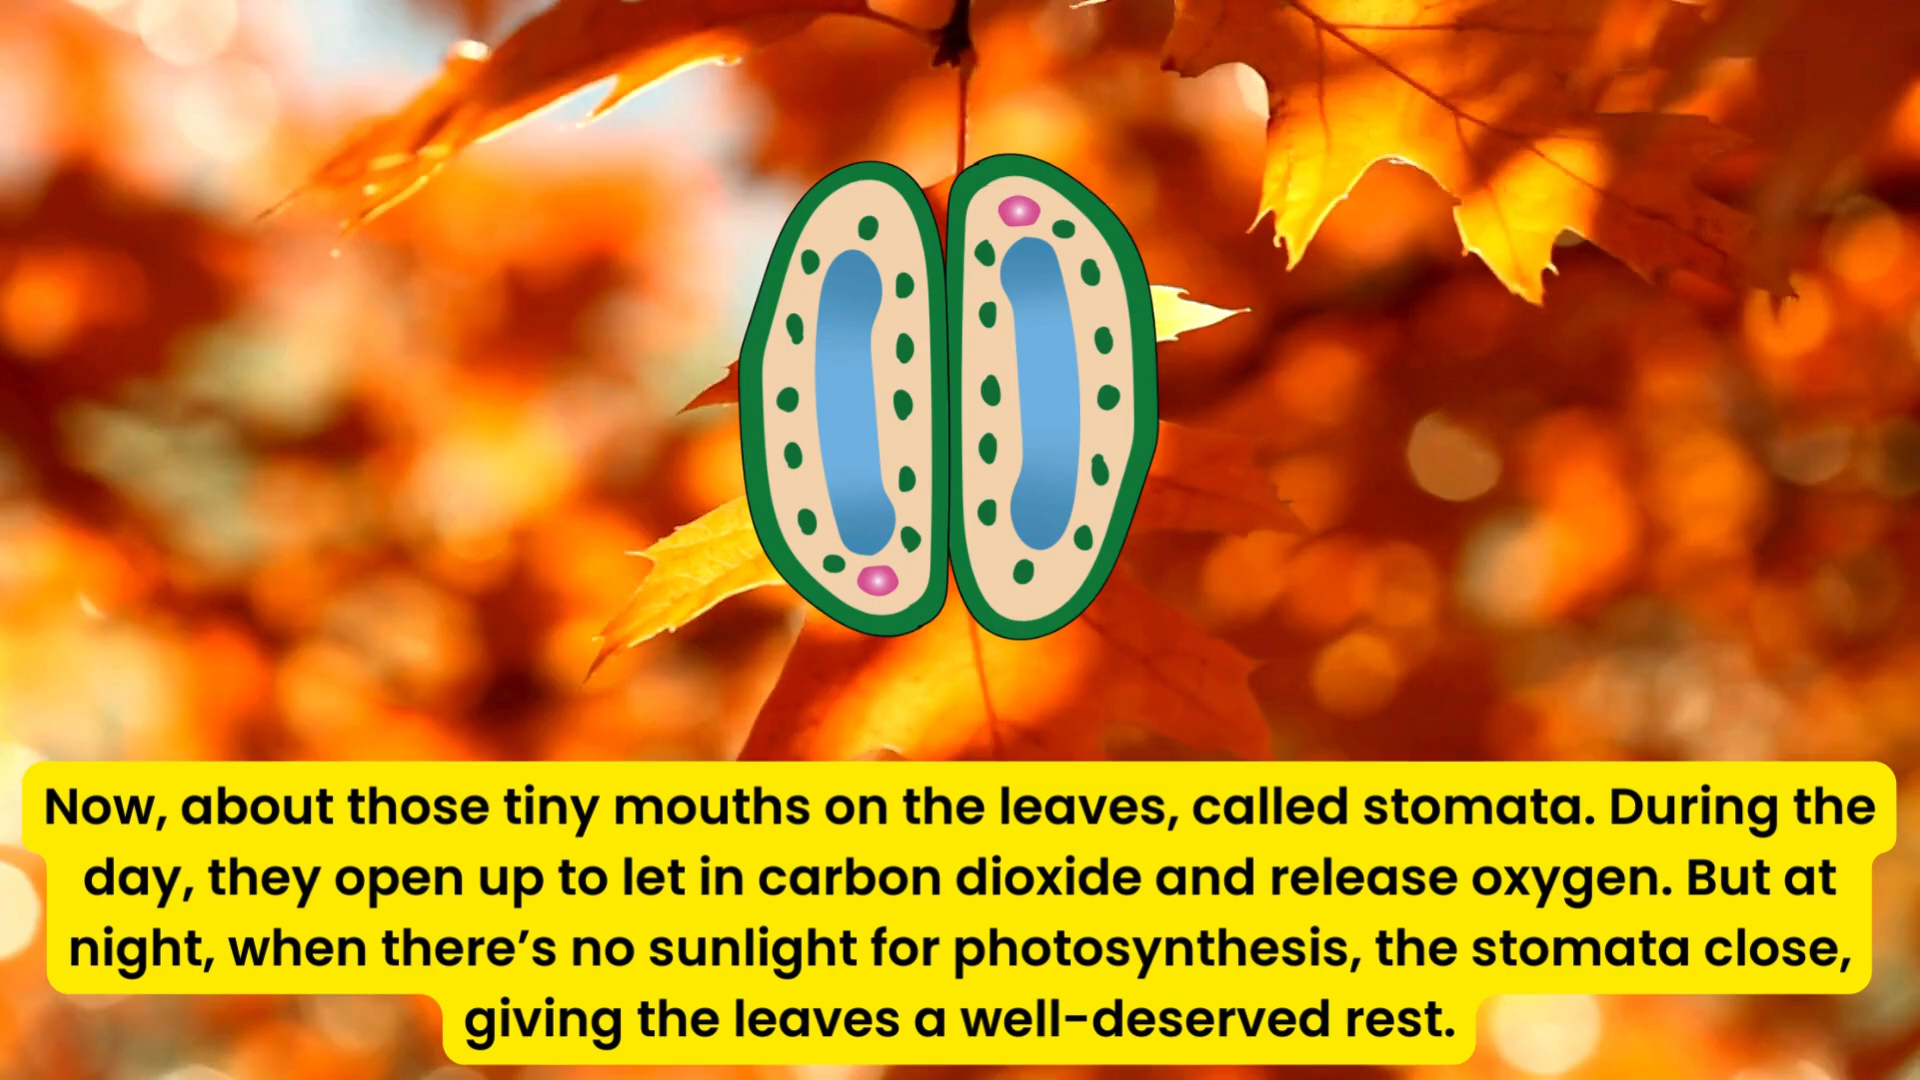 Now, about those tiny mouths on the leaves, called stomata. During the
day, they open up to let in carbon dioxide and release oxygen. But at
night, when there’s no sunlight for photosynthesis, the stomata close,
giving the leaves a well-deserved rest.